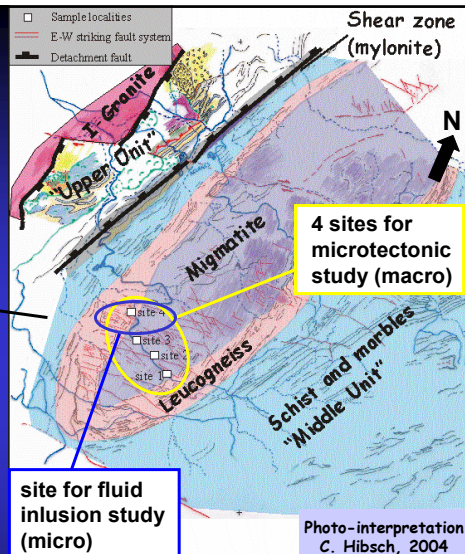 Sample localities
E-W striking fault system
Detachment fault
Shear zone
(mylonite)
I-Granite
"Upper Unit"
N
Migmatite
4 sites for
microtectonic
study (macro)
site 4
site 3
site 2
site 1
Leucogneiss
Schist and marbles
"Middle Unit"
site for fluid
inlusion study
(micro)
Photo-interpretation
C. Hibsch, 2004